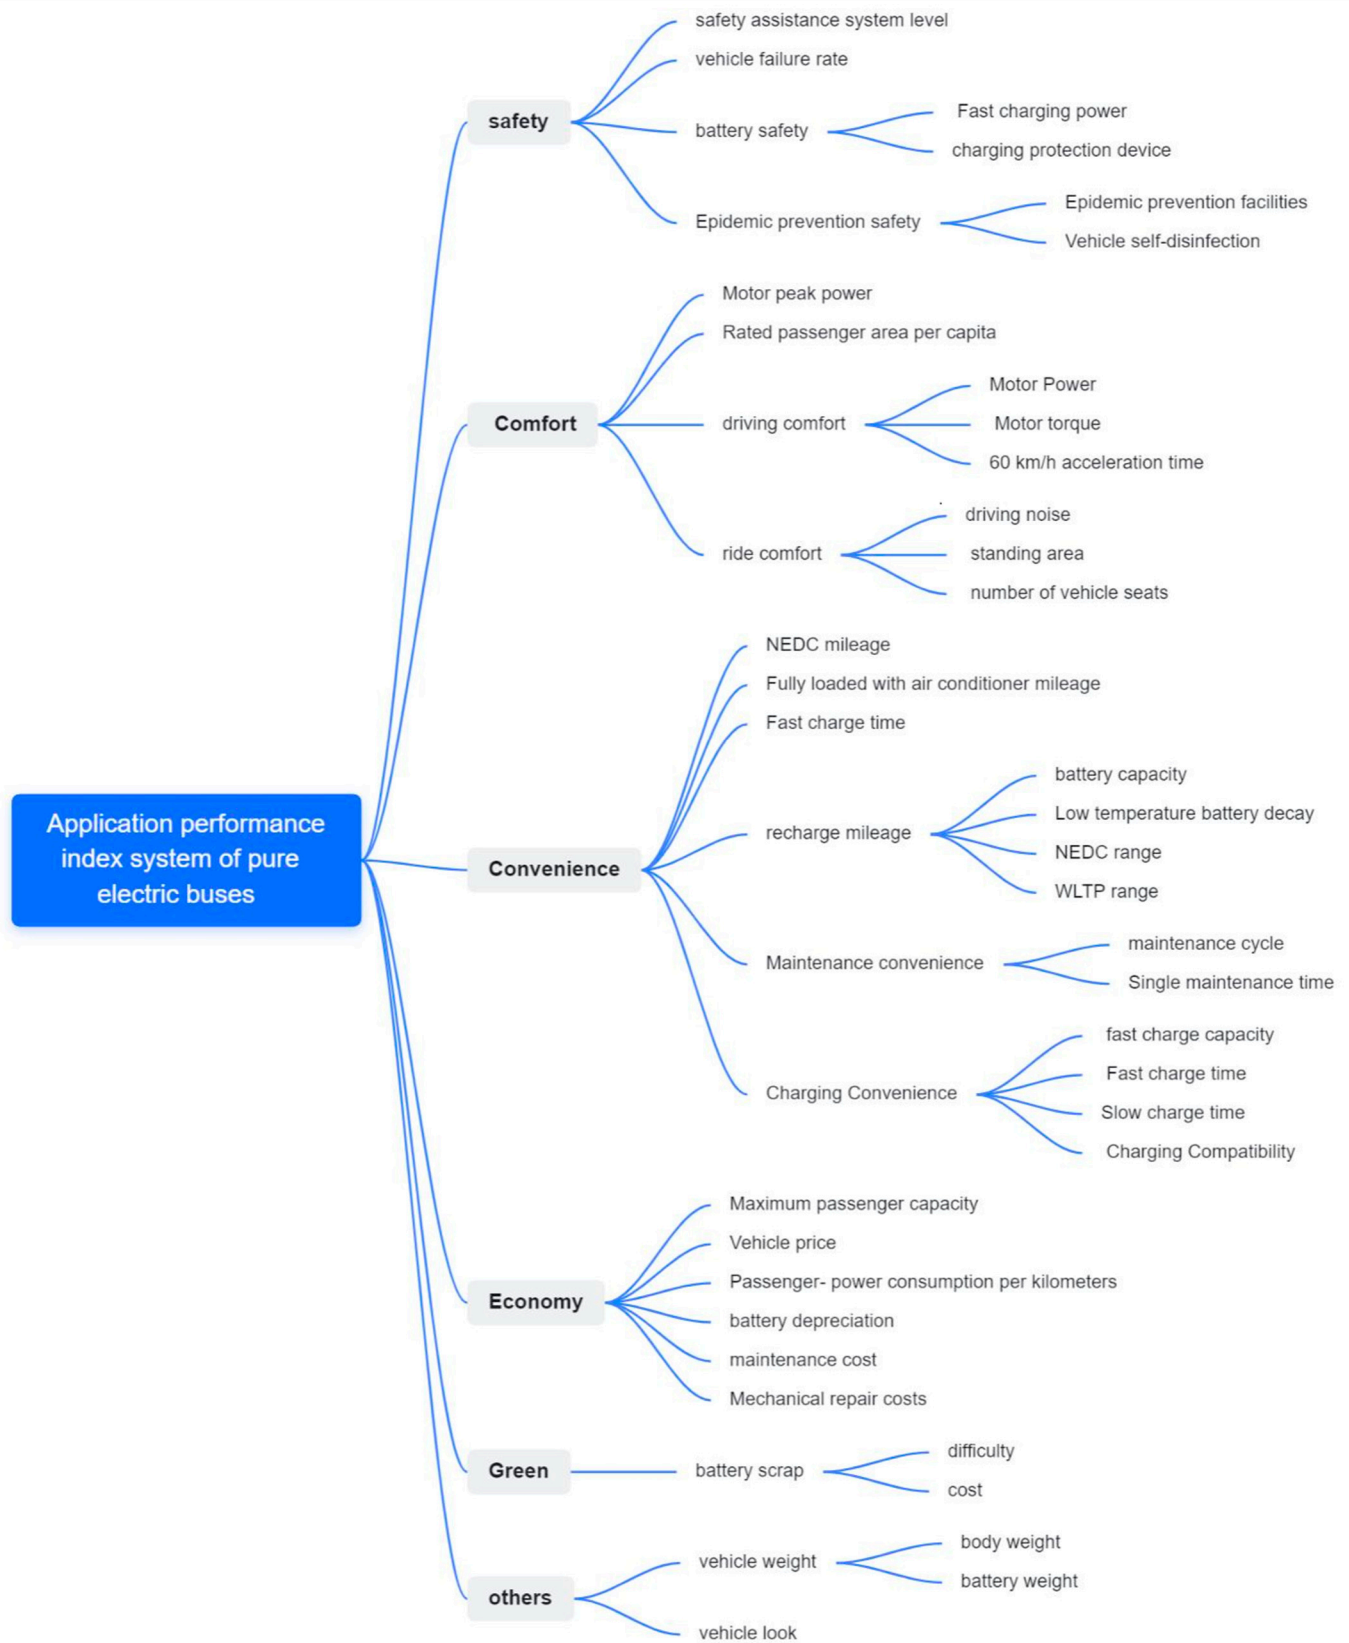 safety assistance system level
vehicle failure rate
safety
battery safety
Fast charging power
charging protection device
Epidemic prevention safety
Epidemic prevention facilities
Vehicle self-disinfection
Motor peak power
Rated passenger area per capita
Comfort
driving comfort
Motor Power
Motor torque
60 km/h acceleration time
ride comfort
driving noise
standing area
number of vehicle seats
Application performance
index system of pure
electric buses
Convenience
NEDC mileage
Fully loaded with air conditioner mileage
Fast charge time
recharge mileage
battery capacity
Low temperature battery decay
NEDC range
WLTP range
Maintenance convenience
maintenance cycle
Single maintenance time
Charging Convenience
fast charge capacity
Fast charge time
Slow charge time
Charging Compatibility
Economy
Maximum passenger capacity
Vehicle price
Passenger- power consumption per kilometers
battery depreciation
maintenance cost
Mechanical repair costs
Green
battery scrap
difficulty
cost
others
vehicle weight
body weight
battery weight
vehicle look